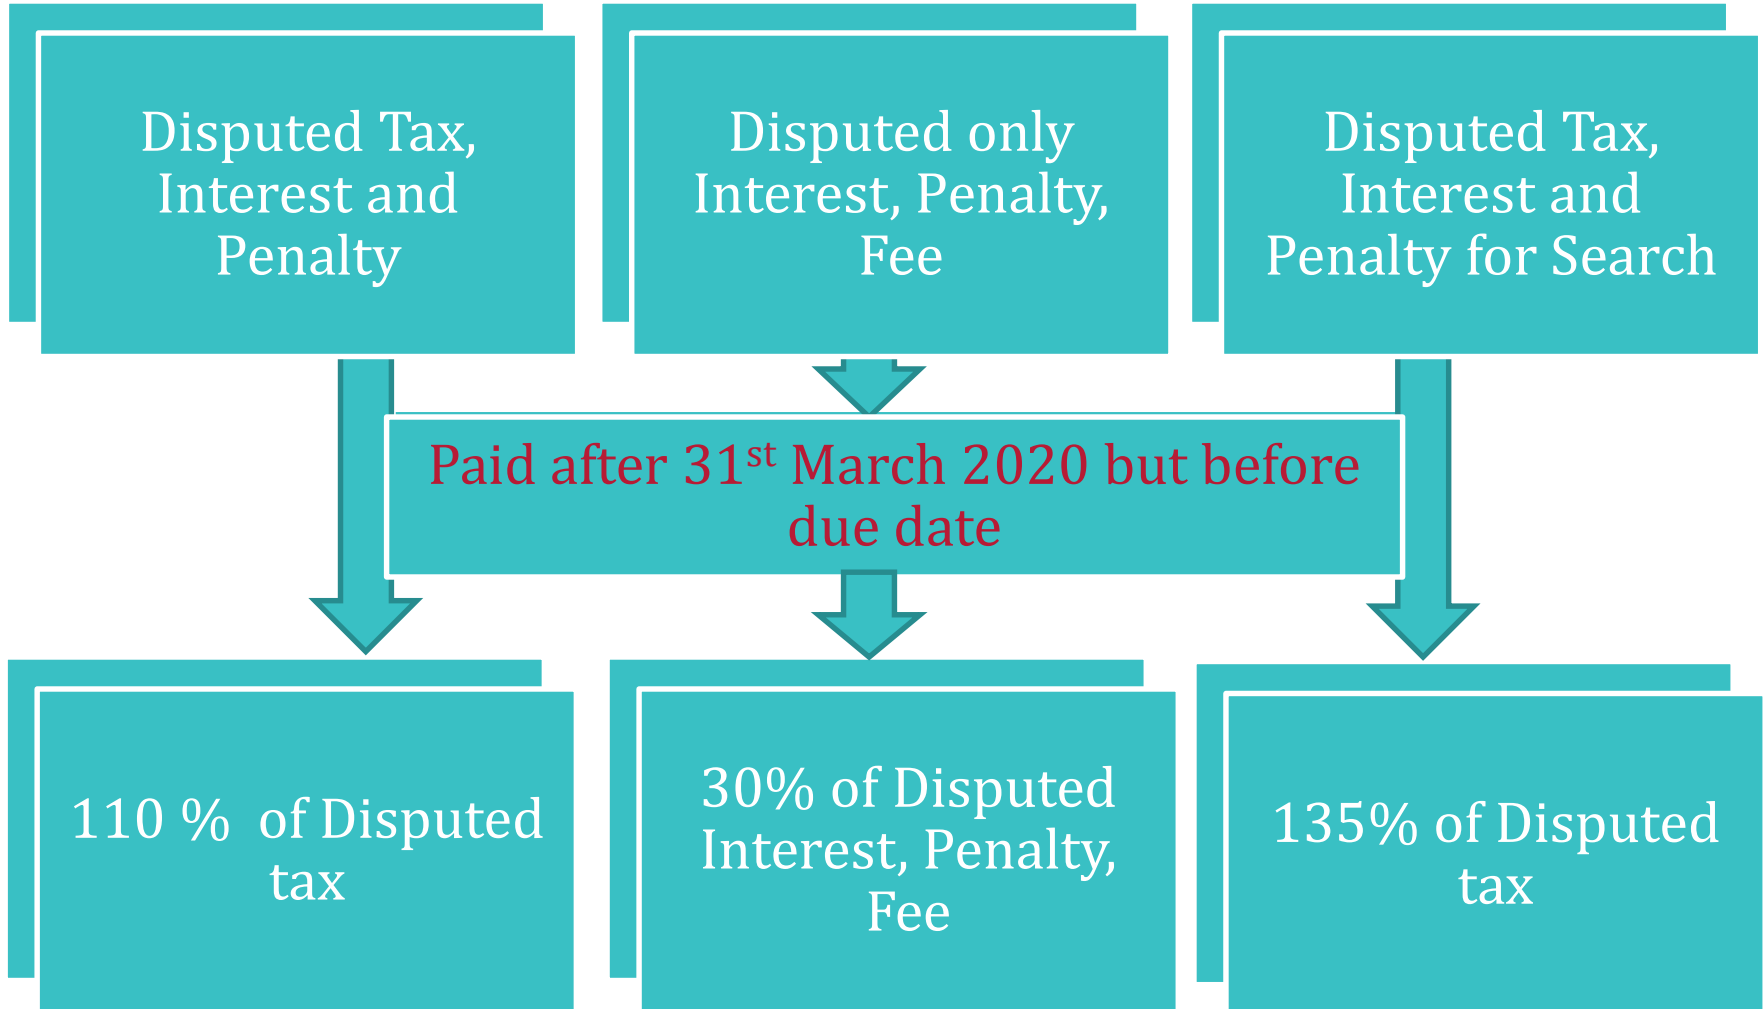 Disputed Tax,
Interest and
Penalty
Disputed only
Interest, Penalty,
Fee
Disputed Tax,
Interest and
Penalty for Search
Paid after 31st March 2020 but before
due date
110 %  of Disputed
tax
30% of Disputed
Interest, Penalty,
Fee
135% of Disputed
tax